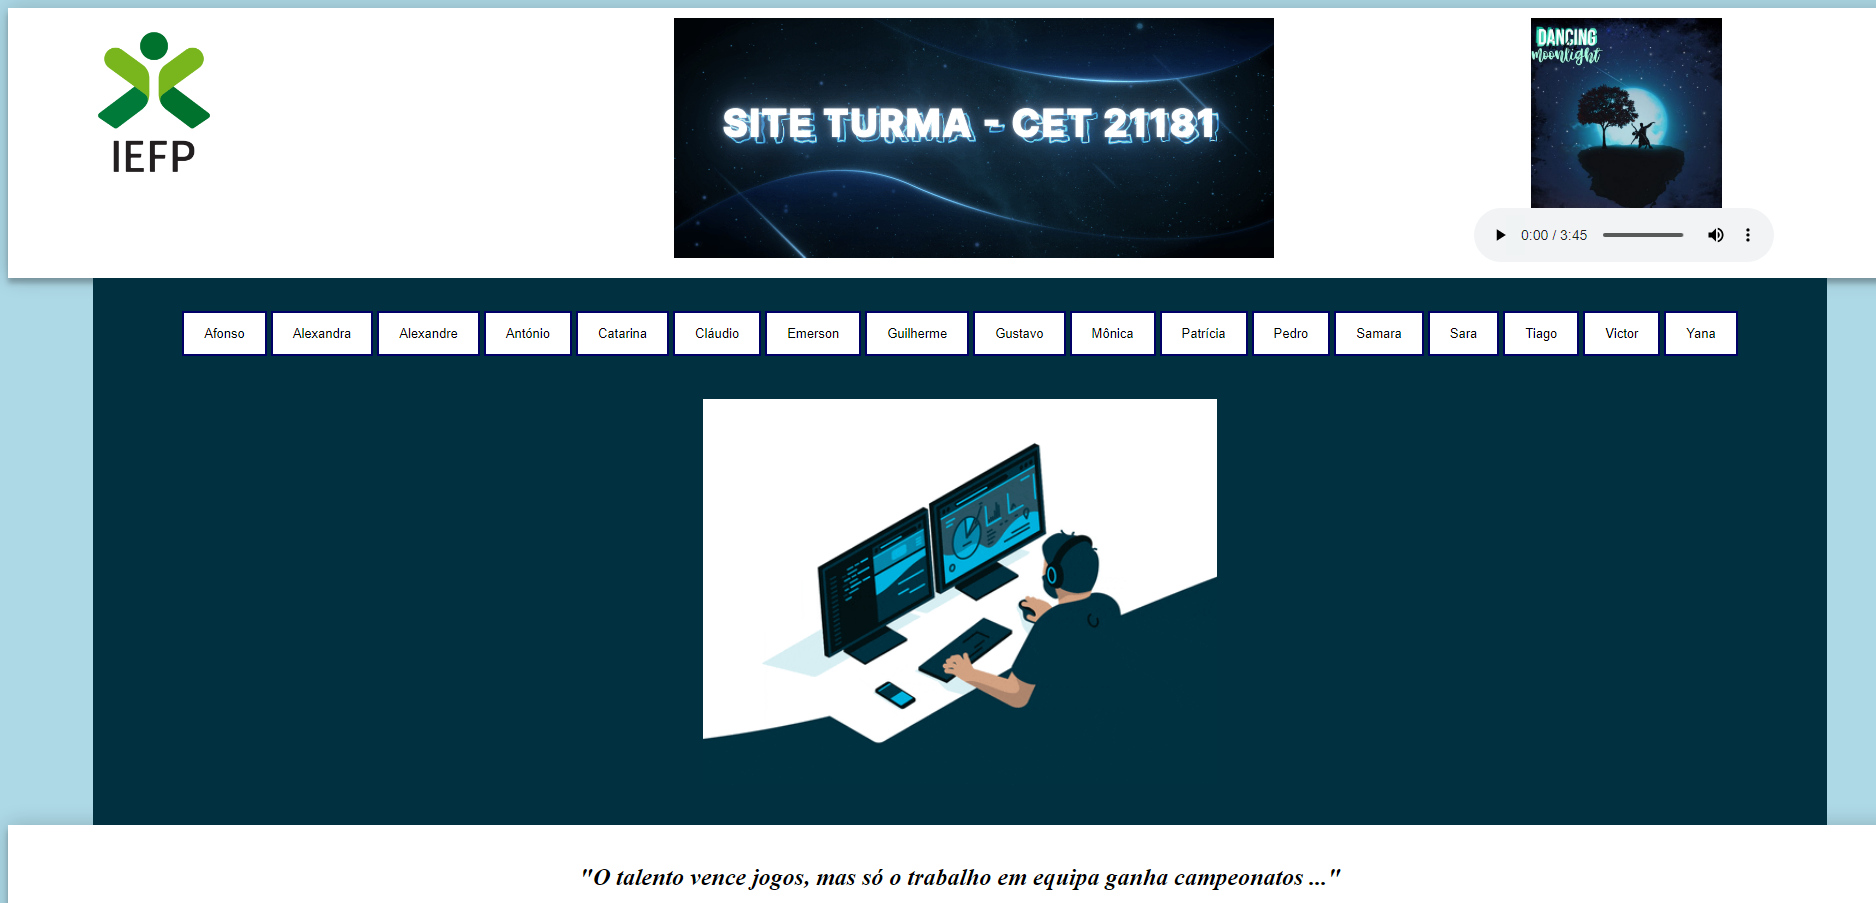 IEFP
SITE TURMA - CET 21181
DANCING
moonlight
0:00 / 3:45
Afonso Alexandra Alexandre António Catarina Cláudio Emerson Guilherme Gustavo Mônica Patrícia Pedro Samara Sara Tiago Victor Yana
"O talento vence jogos, mas só o trabalho em equipa ganha campeonatos ..."